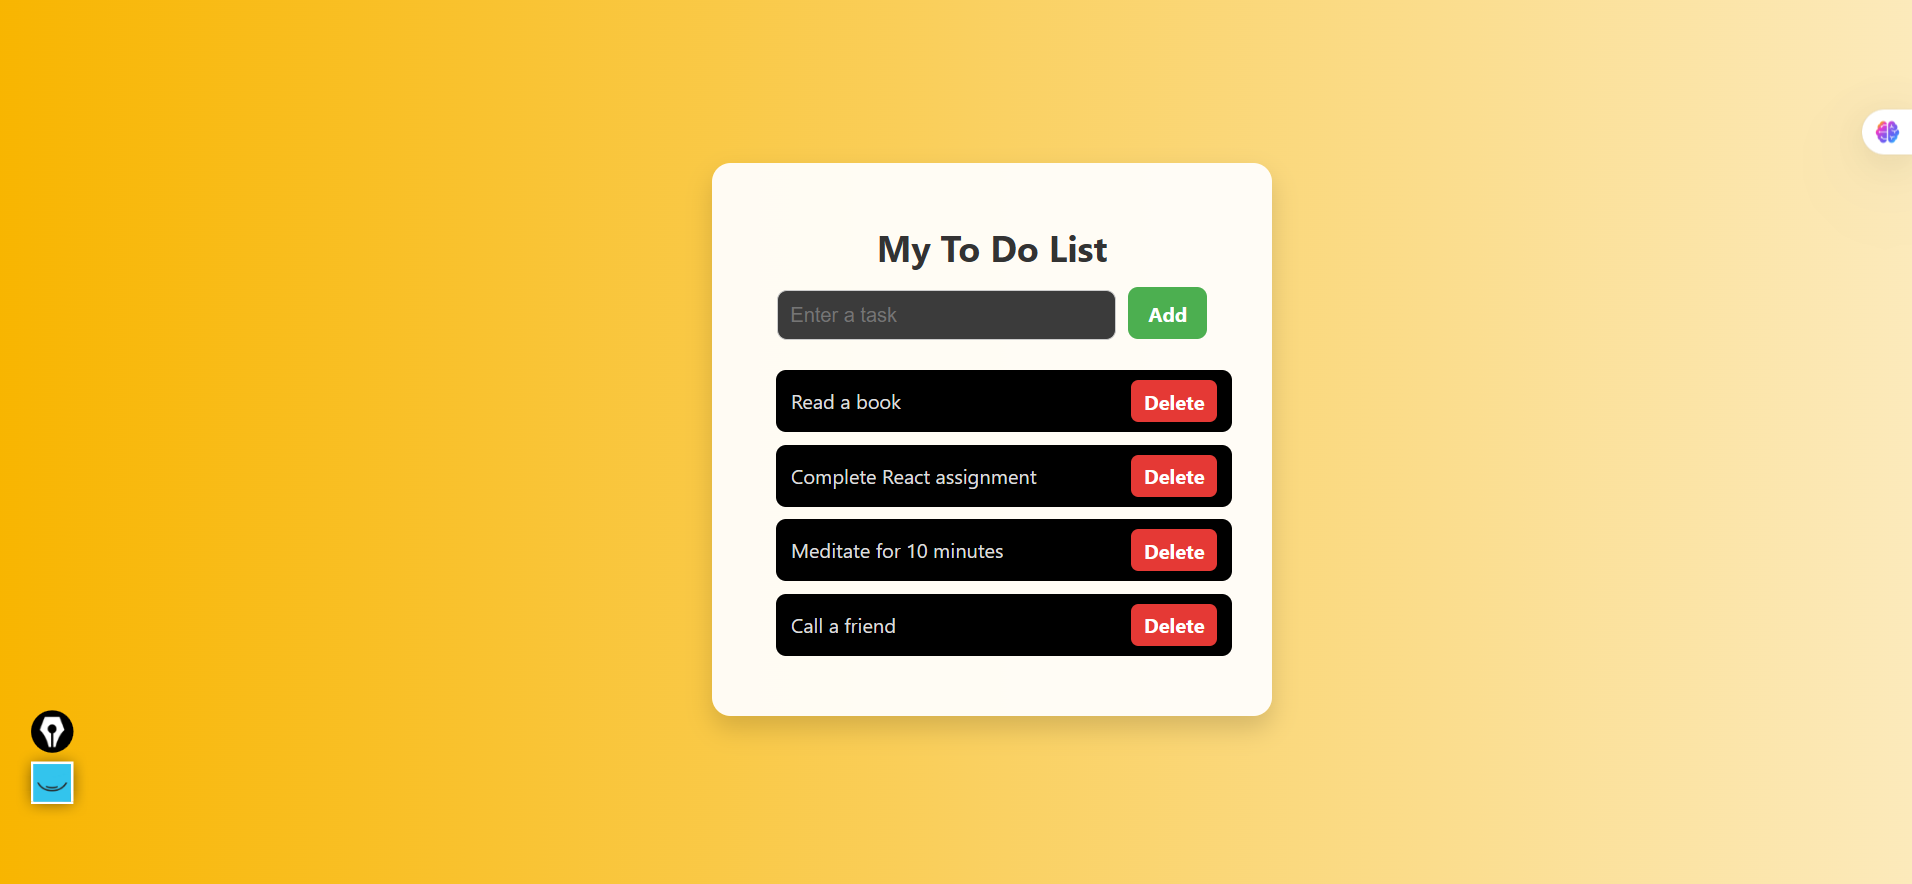 My To Do List
Enter a task
Add
Read a book
Delete
Complete React assignment
Delete
Meditate for 10 minutes
Delete
Call a friend
Delete